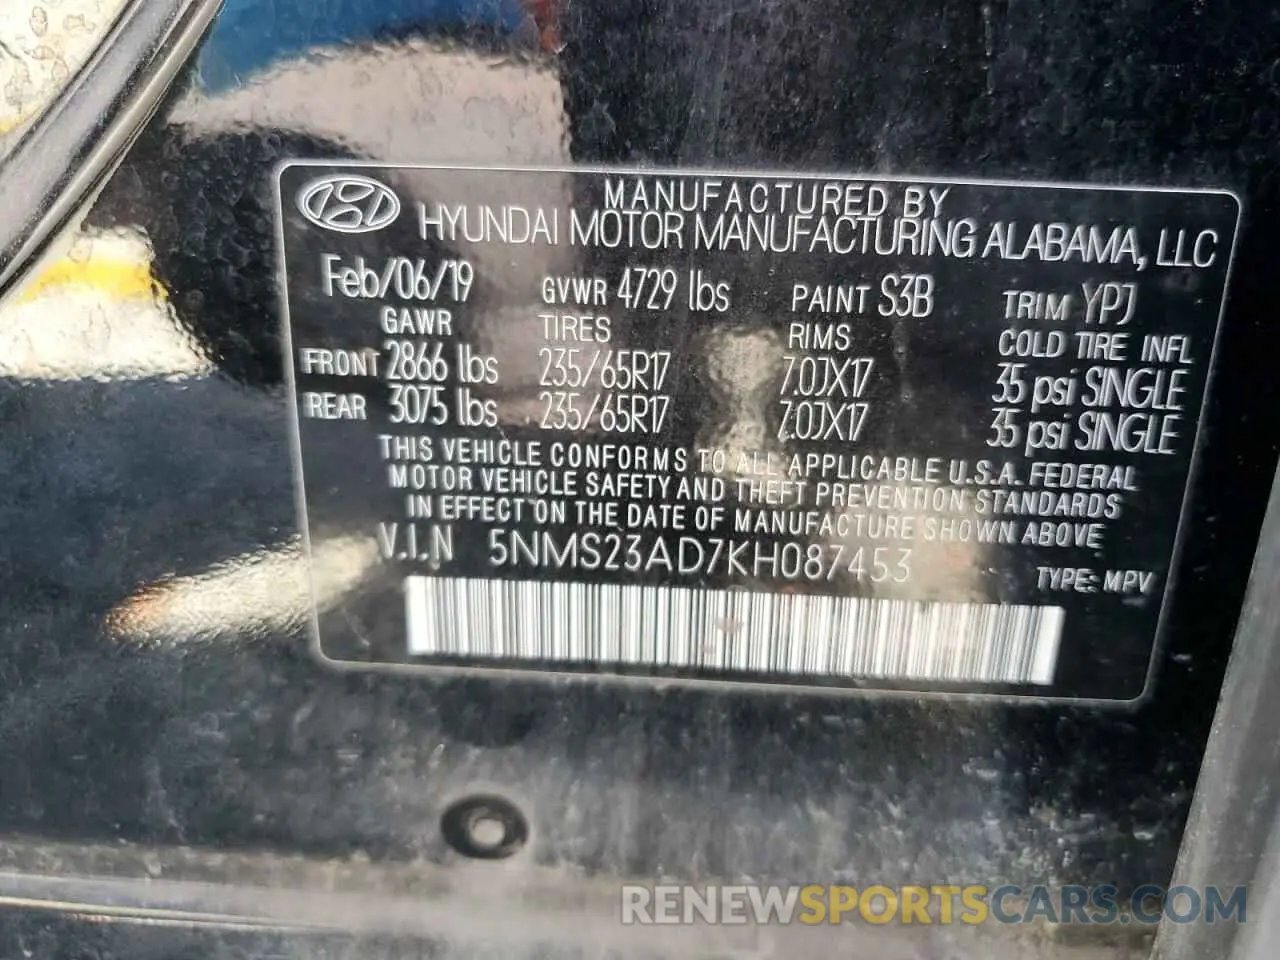 MANUFACTURED BY
HYUNDAI MOTOR MANUFACTURING ALABAMA, LLC
Feb/06/19 GVWR 4729 lbs PAINT S3B TRIM YPJ
GAWR TIRES RIMS COLD TIRE INFL
FRONT 2866 lbs 235/65R17 7.0JX17 35 psi SINGLE
REAR 3075 lbs 235/65R17 7.0JX17 35 psi SINGLE
THIS VEHICLE CONFORMS TO ALL APPLICABLE U.S.A. FEDERAL
MOTOR VEHICLE SAFETY AND THEFT PREVENTION STANDARDS
IN EFFECT ON THE DATE OF MANUFACTURE SHOWN ABOVE
V.I.N 5NMS23AD7KH087453 TYPE: MPV
RENEWSPORTSCARS.COM